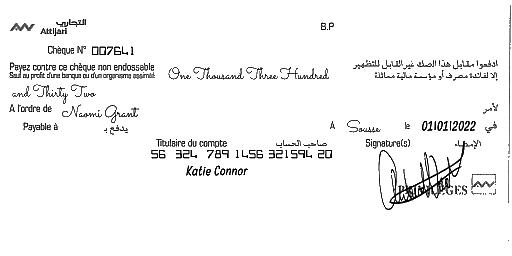 التجاري
Attijari
B.P
Chèque N° 007641
Payez contre ce chèque non endossable
Sauf au profit d'une banque ou d'un organisme assimilé
One Thousand Three Hundred
ادفعوا مقابل هذا الصك غير القابل للتظهير
إلا لفائدة مصرف أو مؤسسة مالية مماثلة
and Thirty Two
A l'ordre de Naomi Grant
لأمر
Payable à يدفع بـ
A Sousse le 01/01/2022 في
Titulaire du compte صاحب الحساب
Signature(s) الإمضاء
56 324 789 1456 321594 20
Katie Connor
PRIVILEGES